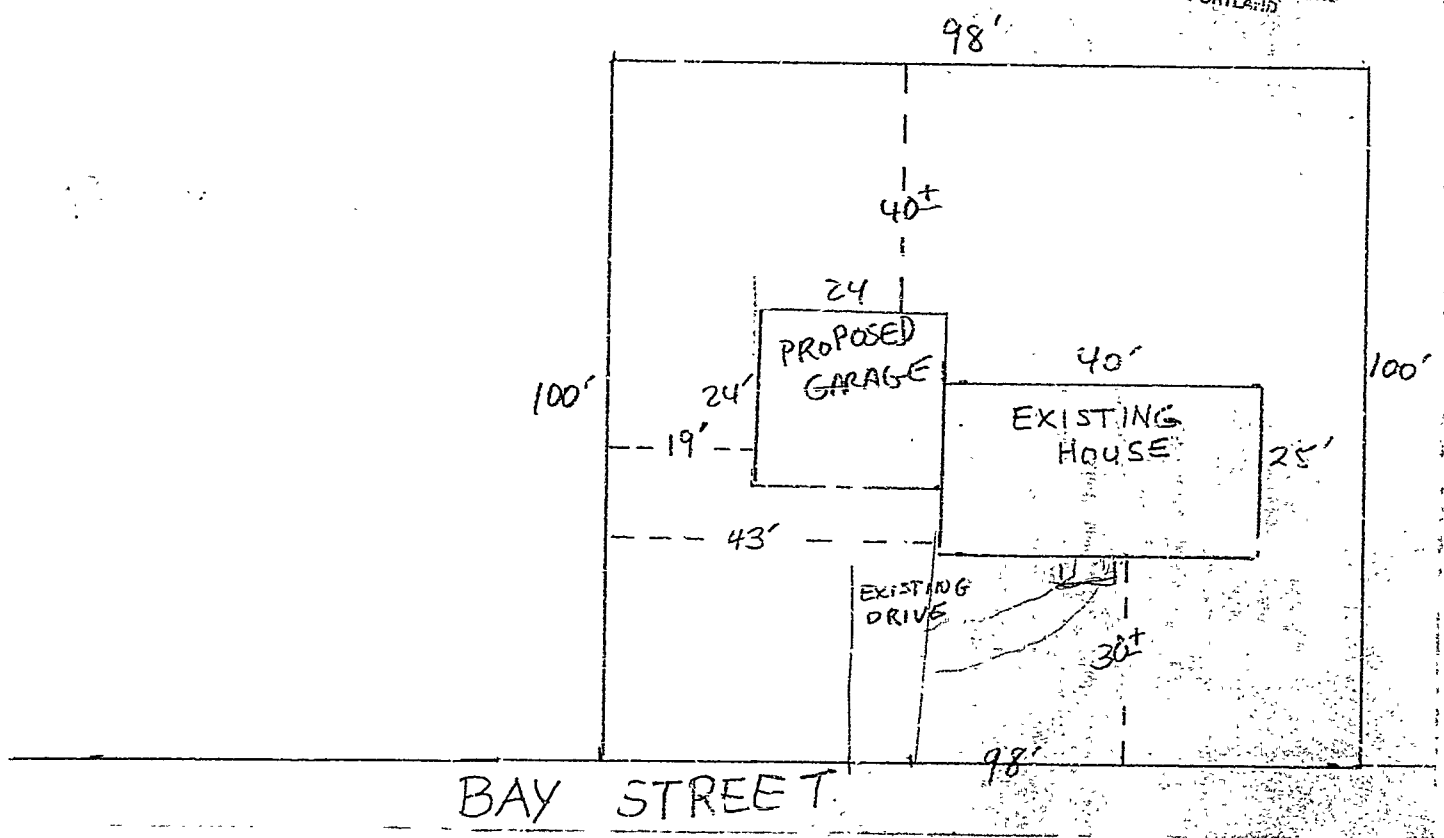 PORTLAND
98'
40±
24
PROPOSED
GARAGE
40'
100'
24'
100'
EXISTING
HOUSE
19'
25'
43'
EXISTING
DRIVE
30±
98'
BAY STREET